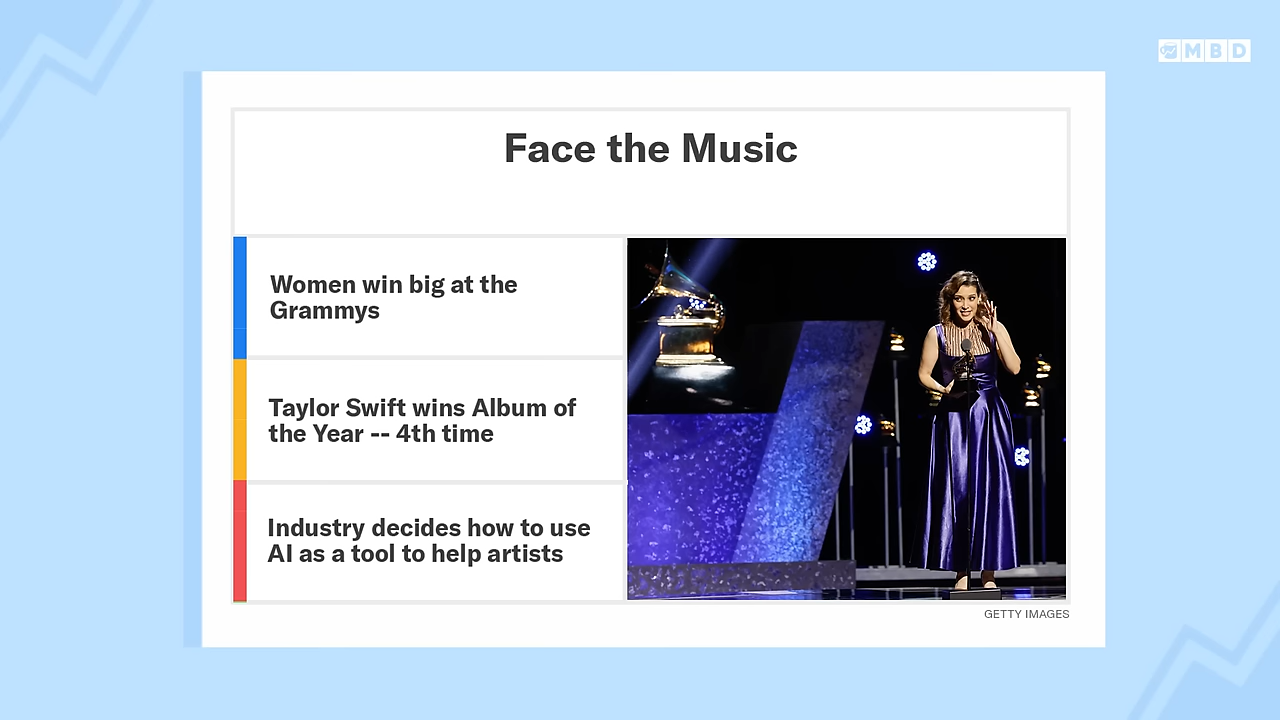 MBD
Face the Music
Women win big at the
Grammys
Taylor Swift wins Album of
the Year -- 4th time
Industry decides how to use
AI as a tool to help artists
GETTY IMAGES